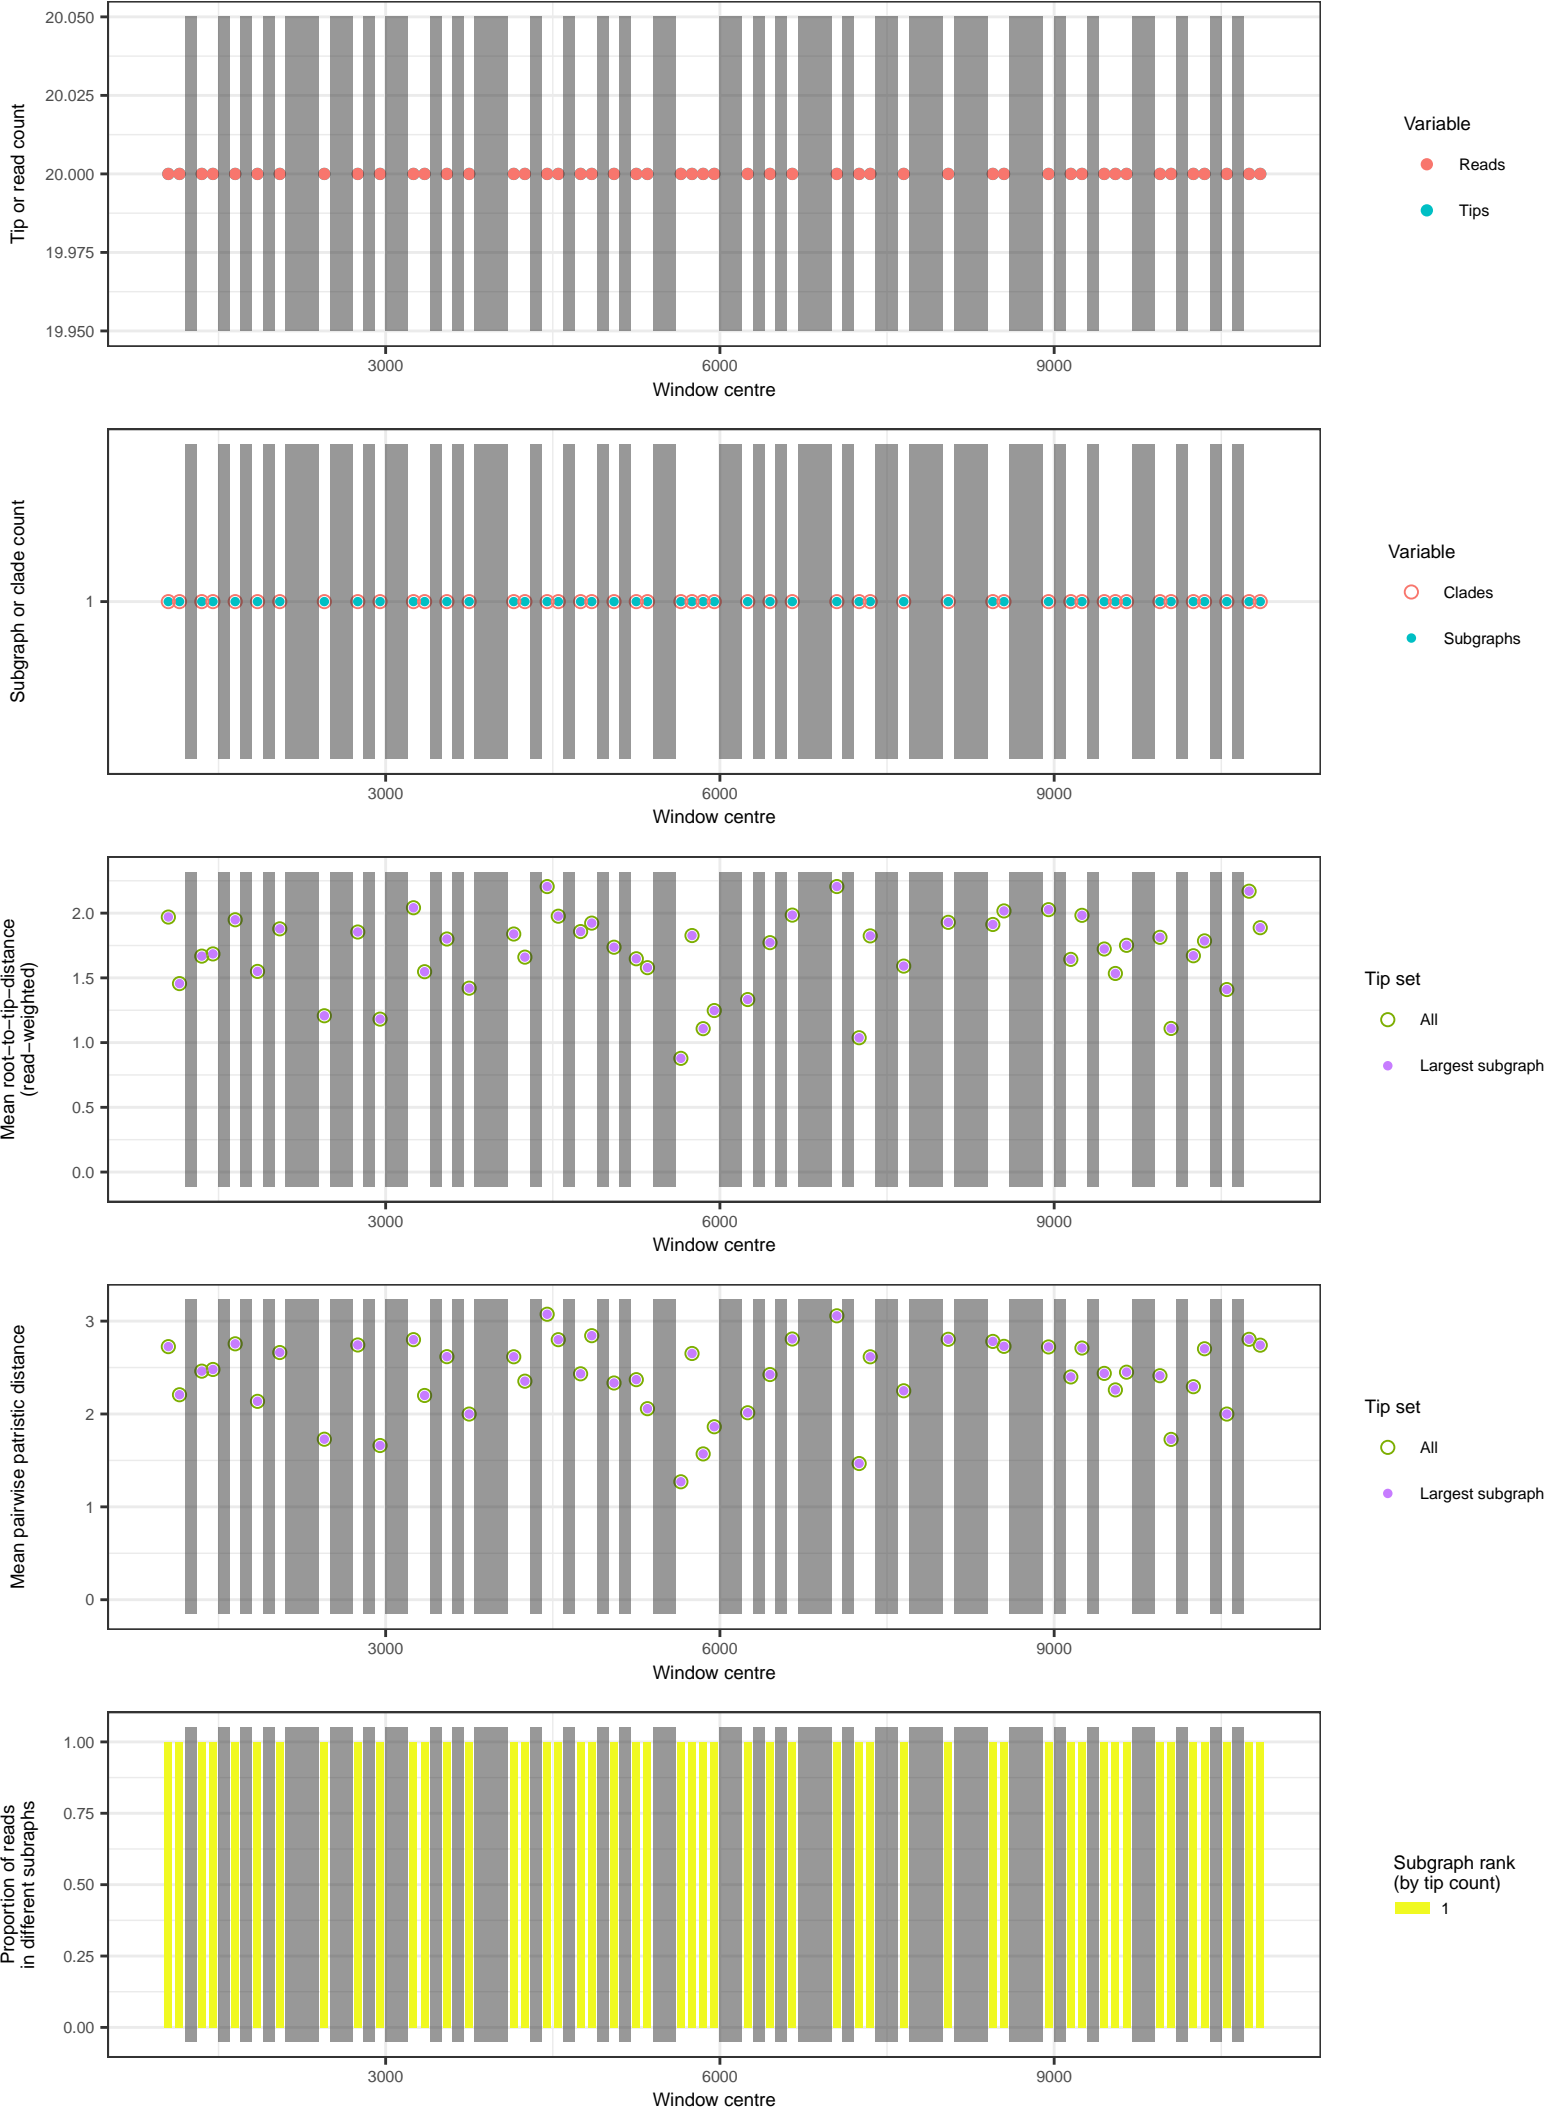 20.050
20.025
20.000
19.975
19.950
Tip or read count
3000
6000
9000
Window centre
Variable
Reads
Tips
1
Subgraph or clade count
3000
6000
9000
Window centre
Variable
Clades
Subgraphs
2.0
1.5
1.0
0.5
0.0
Mean root−to−tip−distance
(read−weighted)
3000
6000
9000
Window centre
Tip set
All
Largest subgraph
3
2
1
0
Mean pairwise patristic distance
3000
6000
9000
Window centre
Tip set
All
Largest subgraph
1.00
0.75
0.50
0.25
0.00
Proportion of reads
in different subraphs
3000
6000
9000
Window centre
Subgraph rank
(by tip count)
1